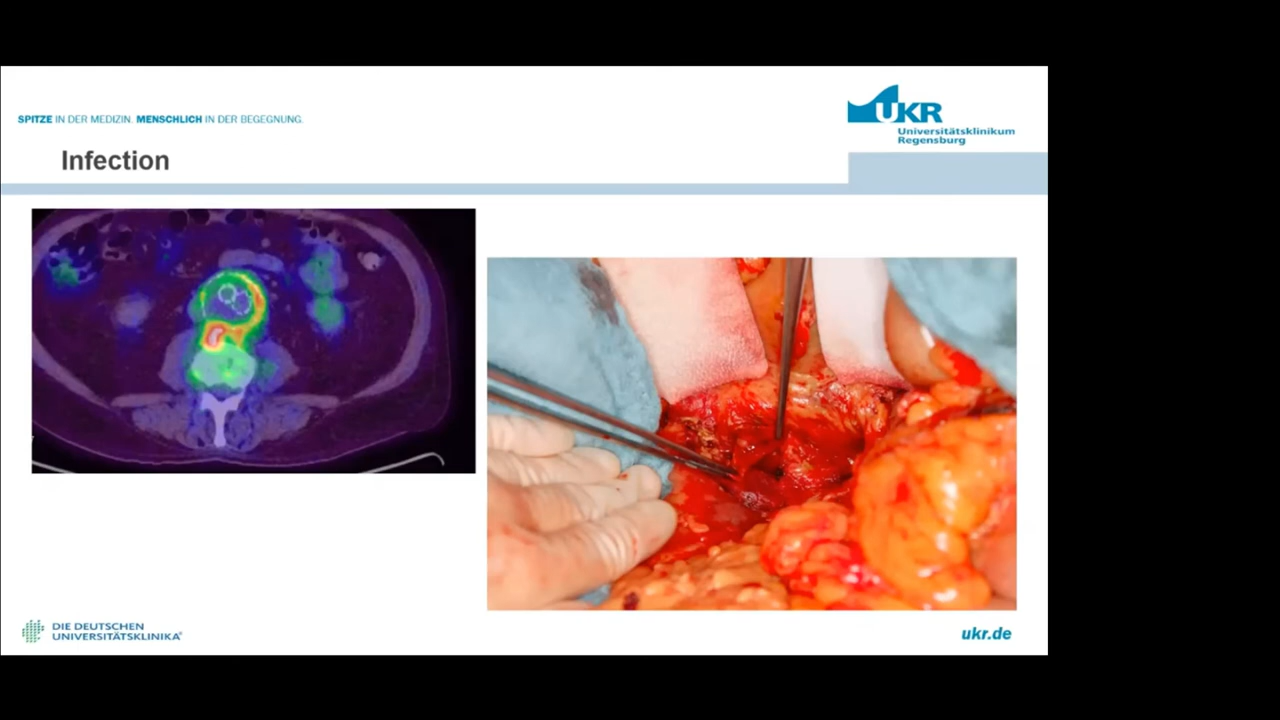 SPITZE IN DER MEDIZIN. MENSCHLICH IN DER BEGEGNUNG.
UKR
Universitätsklinikum
Regensburg
Infection
DIE DEUTSCHEN
UNIVERSITÄTSKLINIKA®
ukr.de